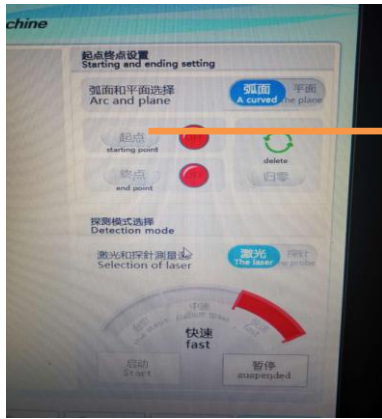 chine
起点终点设置
Starting and ending setting
弧面和平面选择
Arc and plane
弧面
A curved
平面
the plane
起点
starting point
OFF
delete
终点
end point
归零
探测模式选择
Detection mode
激光和探针测量选
Selection of laser
激光
The laser
探针
probe
中速
快速
fast
启动
Start
暂停
suspended